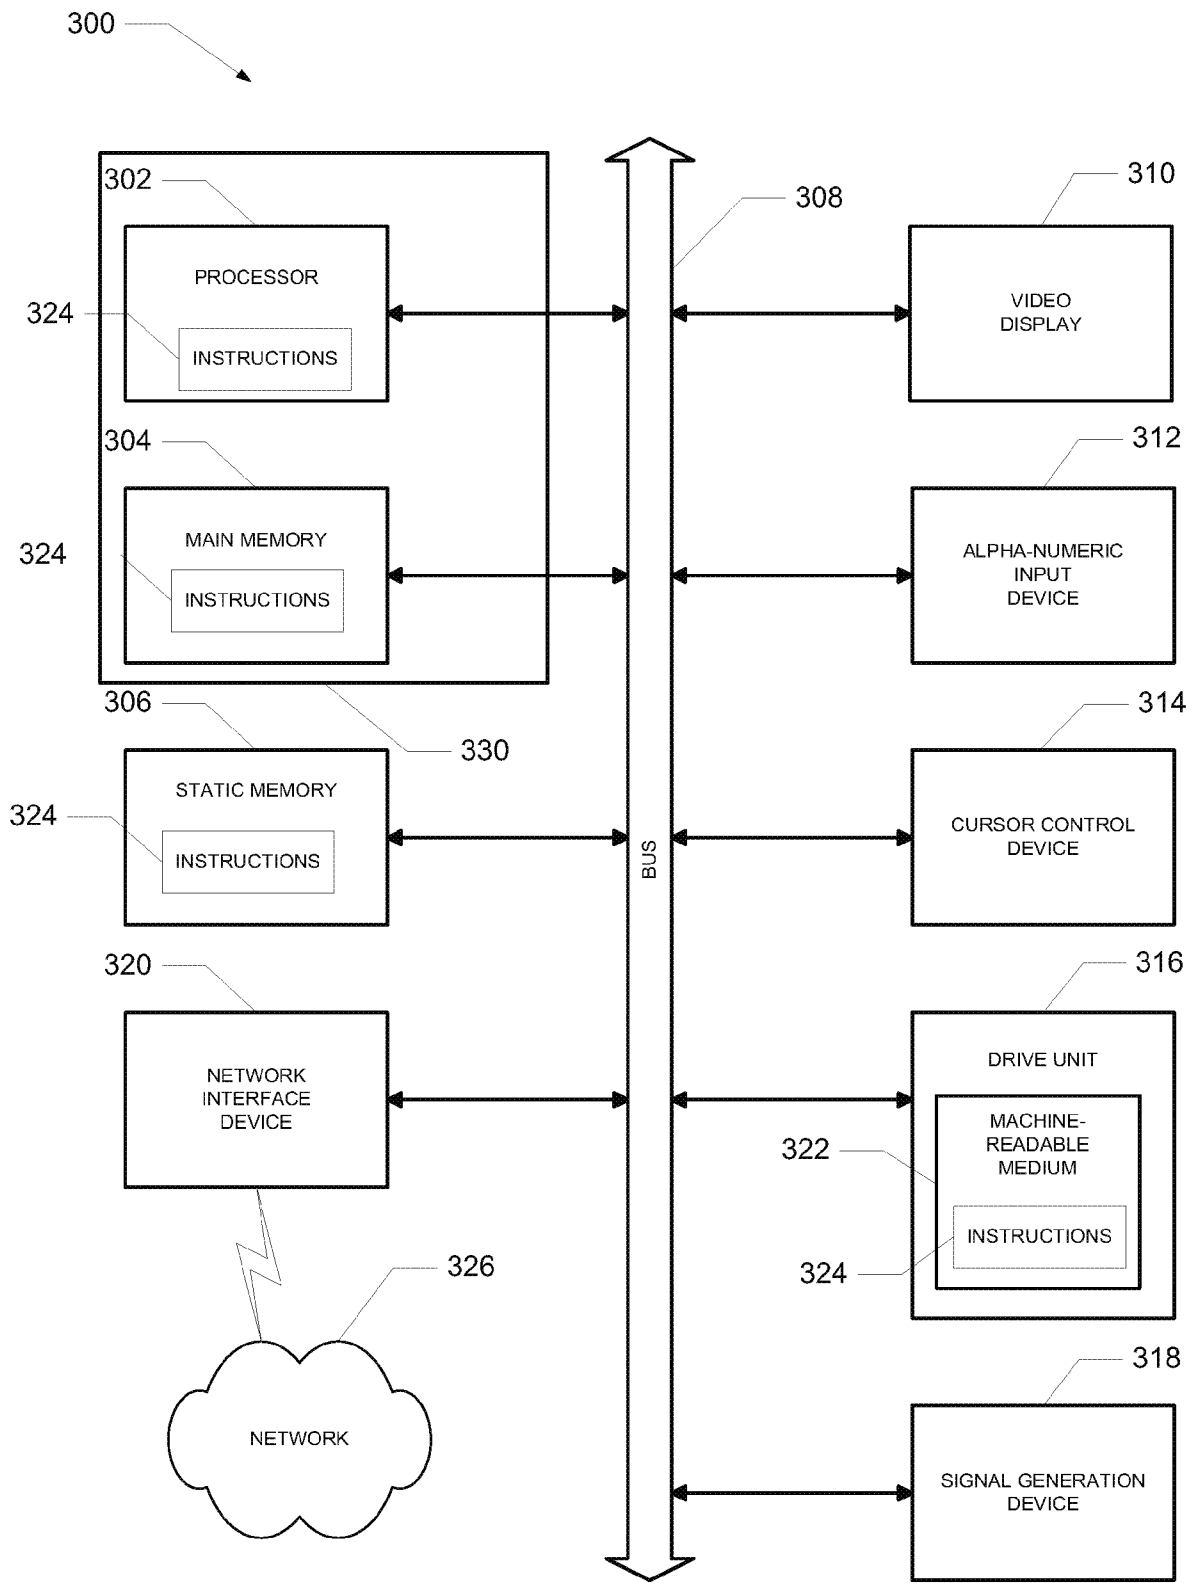 300
302
PROCESSOR
324
INSTRUCTIONS
304
MAIN MEMORY
324
INSTRUCTIONS
330
306
STATIC MEMORY
324
INSTRUCTIONS
320
NETWORK
INTERFACE
DEVICE
326
NETWORK
308
BUS
310
VIDEO
DISPLAY
312
ALPHA-NUMERIC
INPUT
DEVICE
314
CURSOR CONTROL
DEVICE
316
DRIVE UNIT
322
MACHINE-
READABLE
MEDIUM
324
INSTRUCTIONS
318
SIGNAL GENERATION
DEVICE